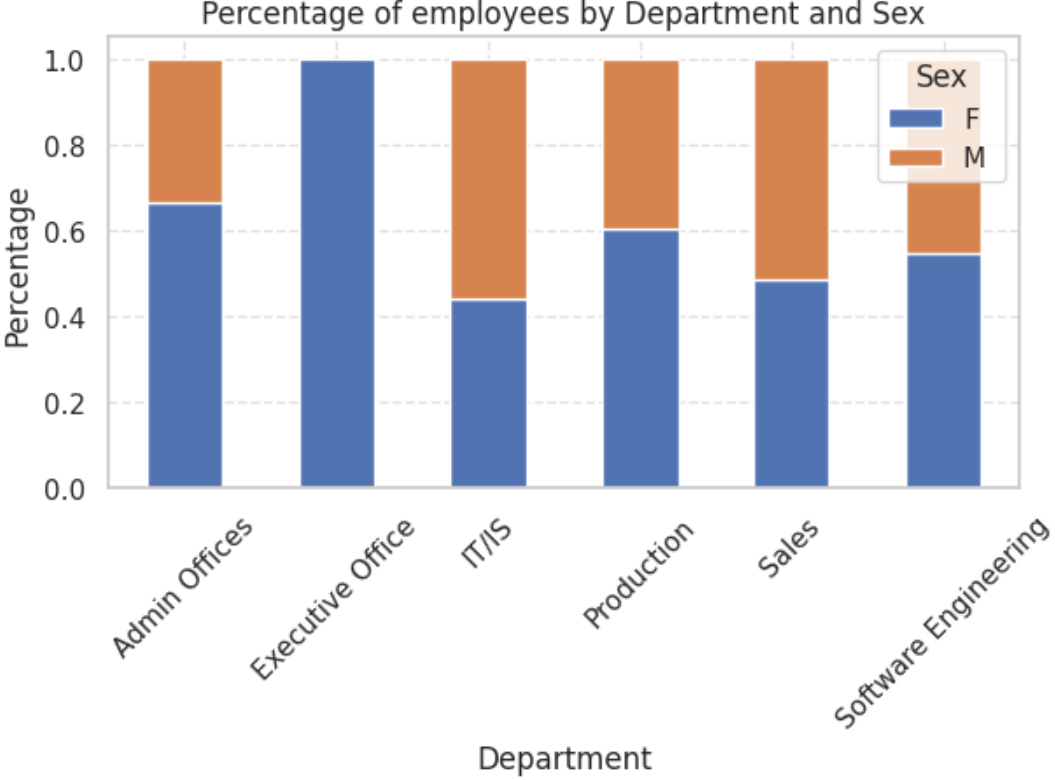 Percentage of employees by Department and Sex
Percentage
1.0
0.8
0.6
0.4
0.2
0.0
Sex
F
M
Admin Offices
Executive Office
IT/IS
Production
Sales
Software Engineering
Department